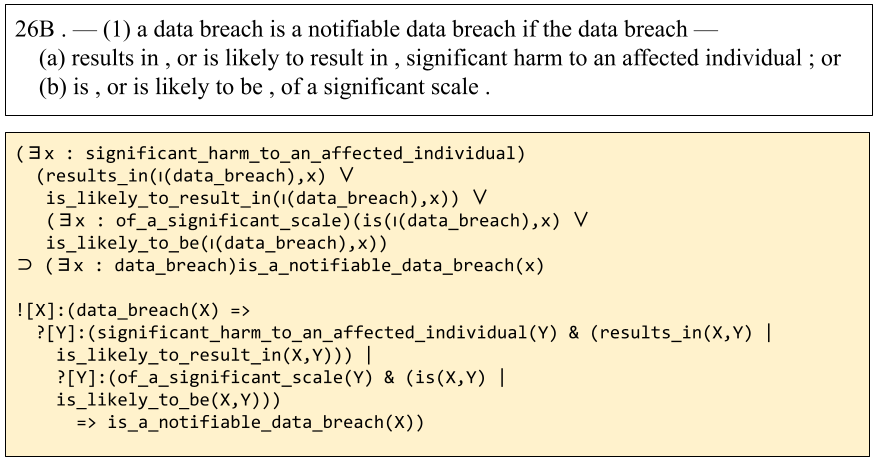 26B . — (1) a data breach is a notifiable data breach if the data breach —
(a) results in , or is likely to result in , significant harm to an affected individual ; or
(b) is , or is likely to be , of a significant scale .
(∃x : significant_harm_to_an_affected_individual)
(results_in(ι(data_breach),x) ∨
is_likely_to_result_in(ι(data_breach),x)) ∨
(∃x : of_a_significant_scale)(is(ι(data_breach),x) ∨
is_likely_to_be(ι(data_breach),x))
⊃ (∃x : data_breach)is_a_notifiable_data_breach(x)
![X]:(data_breach(X) =>
?[Y]:(significant_harm_to_an_affected_individual(Y) & (results_in(X,Y) |
is_likely_to_result_in(X,Y))) |
?[Y]:(of_a_significant_scale(Y) & (is(X,Y) |
is_likely_to_be(X,Y)))
=> is_a_notifiable_data_breach(X))